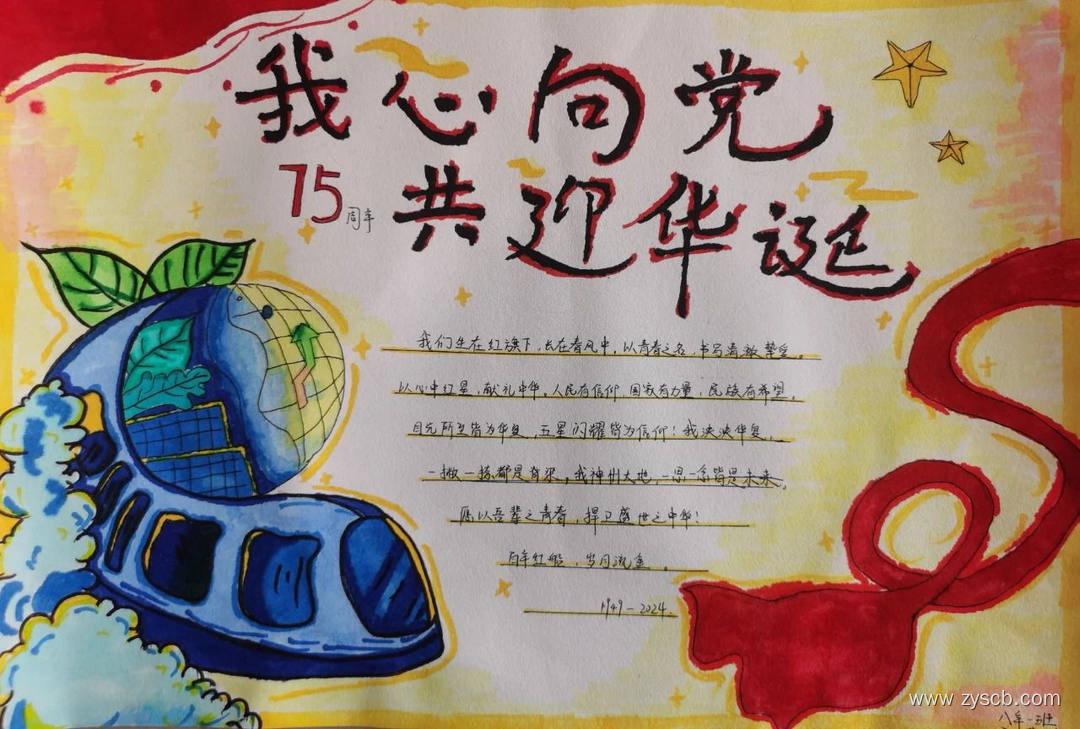 我心向党
75周年
共迎华诞
我们生在红旗下,长在春风中,以青春之名,书写清澈挚爱。
以心中红星,献礼中华。人民有信仰,国家有力量,民族有希望。
目光所至皆为华夏,五星闪耀皆为信仰!我泱泱华夏,
一撇一捺都是脊梁。我神州大地,一思一念皆是未来。
愿以吾辈之青春,捍卫盛世之中华!
百年红船,岁月流金。
1949-2024
www.zyscb.com
八年一班